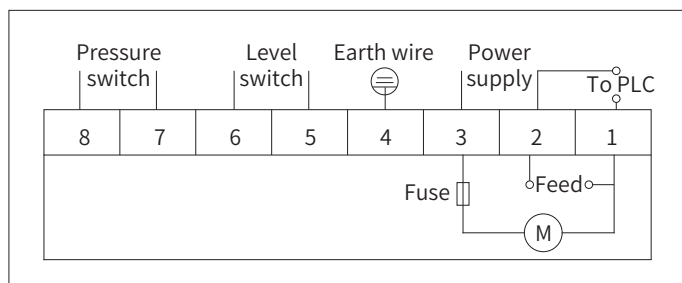 Pressure switch
Level switch
Earth wire
Power supply
To PLC
8 7 6 5 4 3 2 1
Fuse
Feed
M